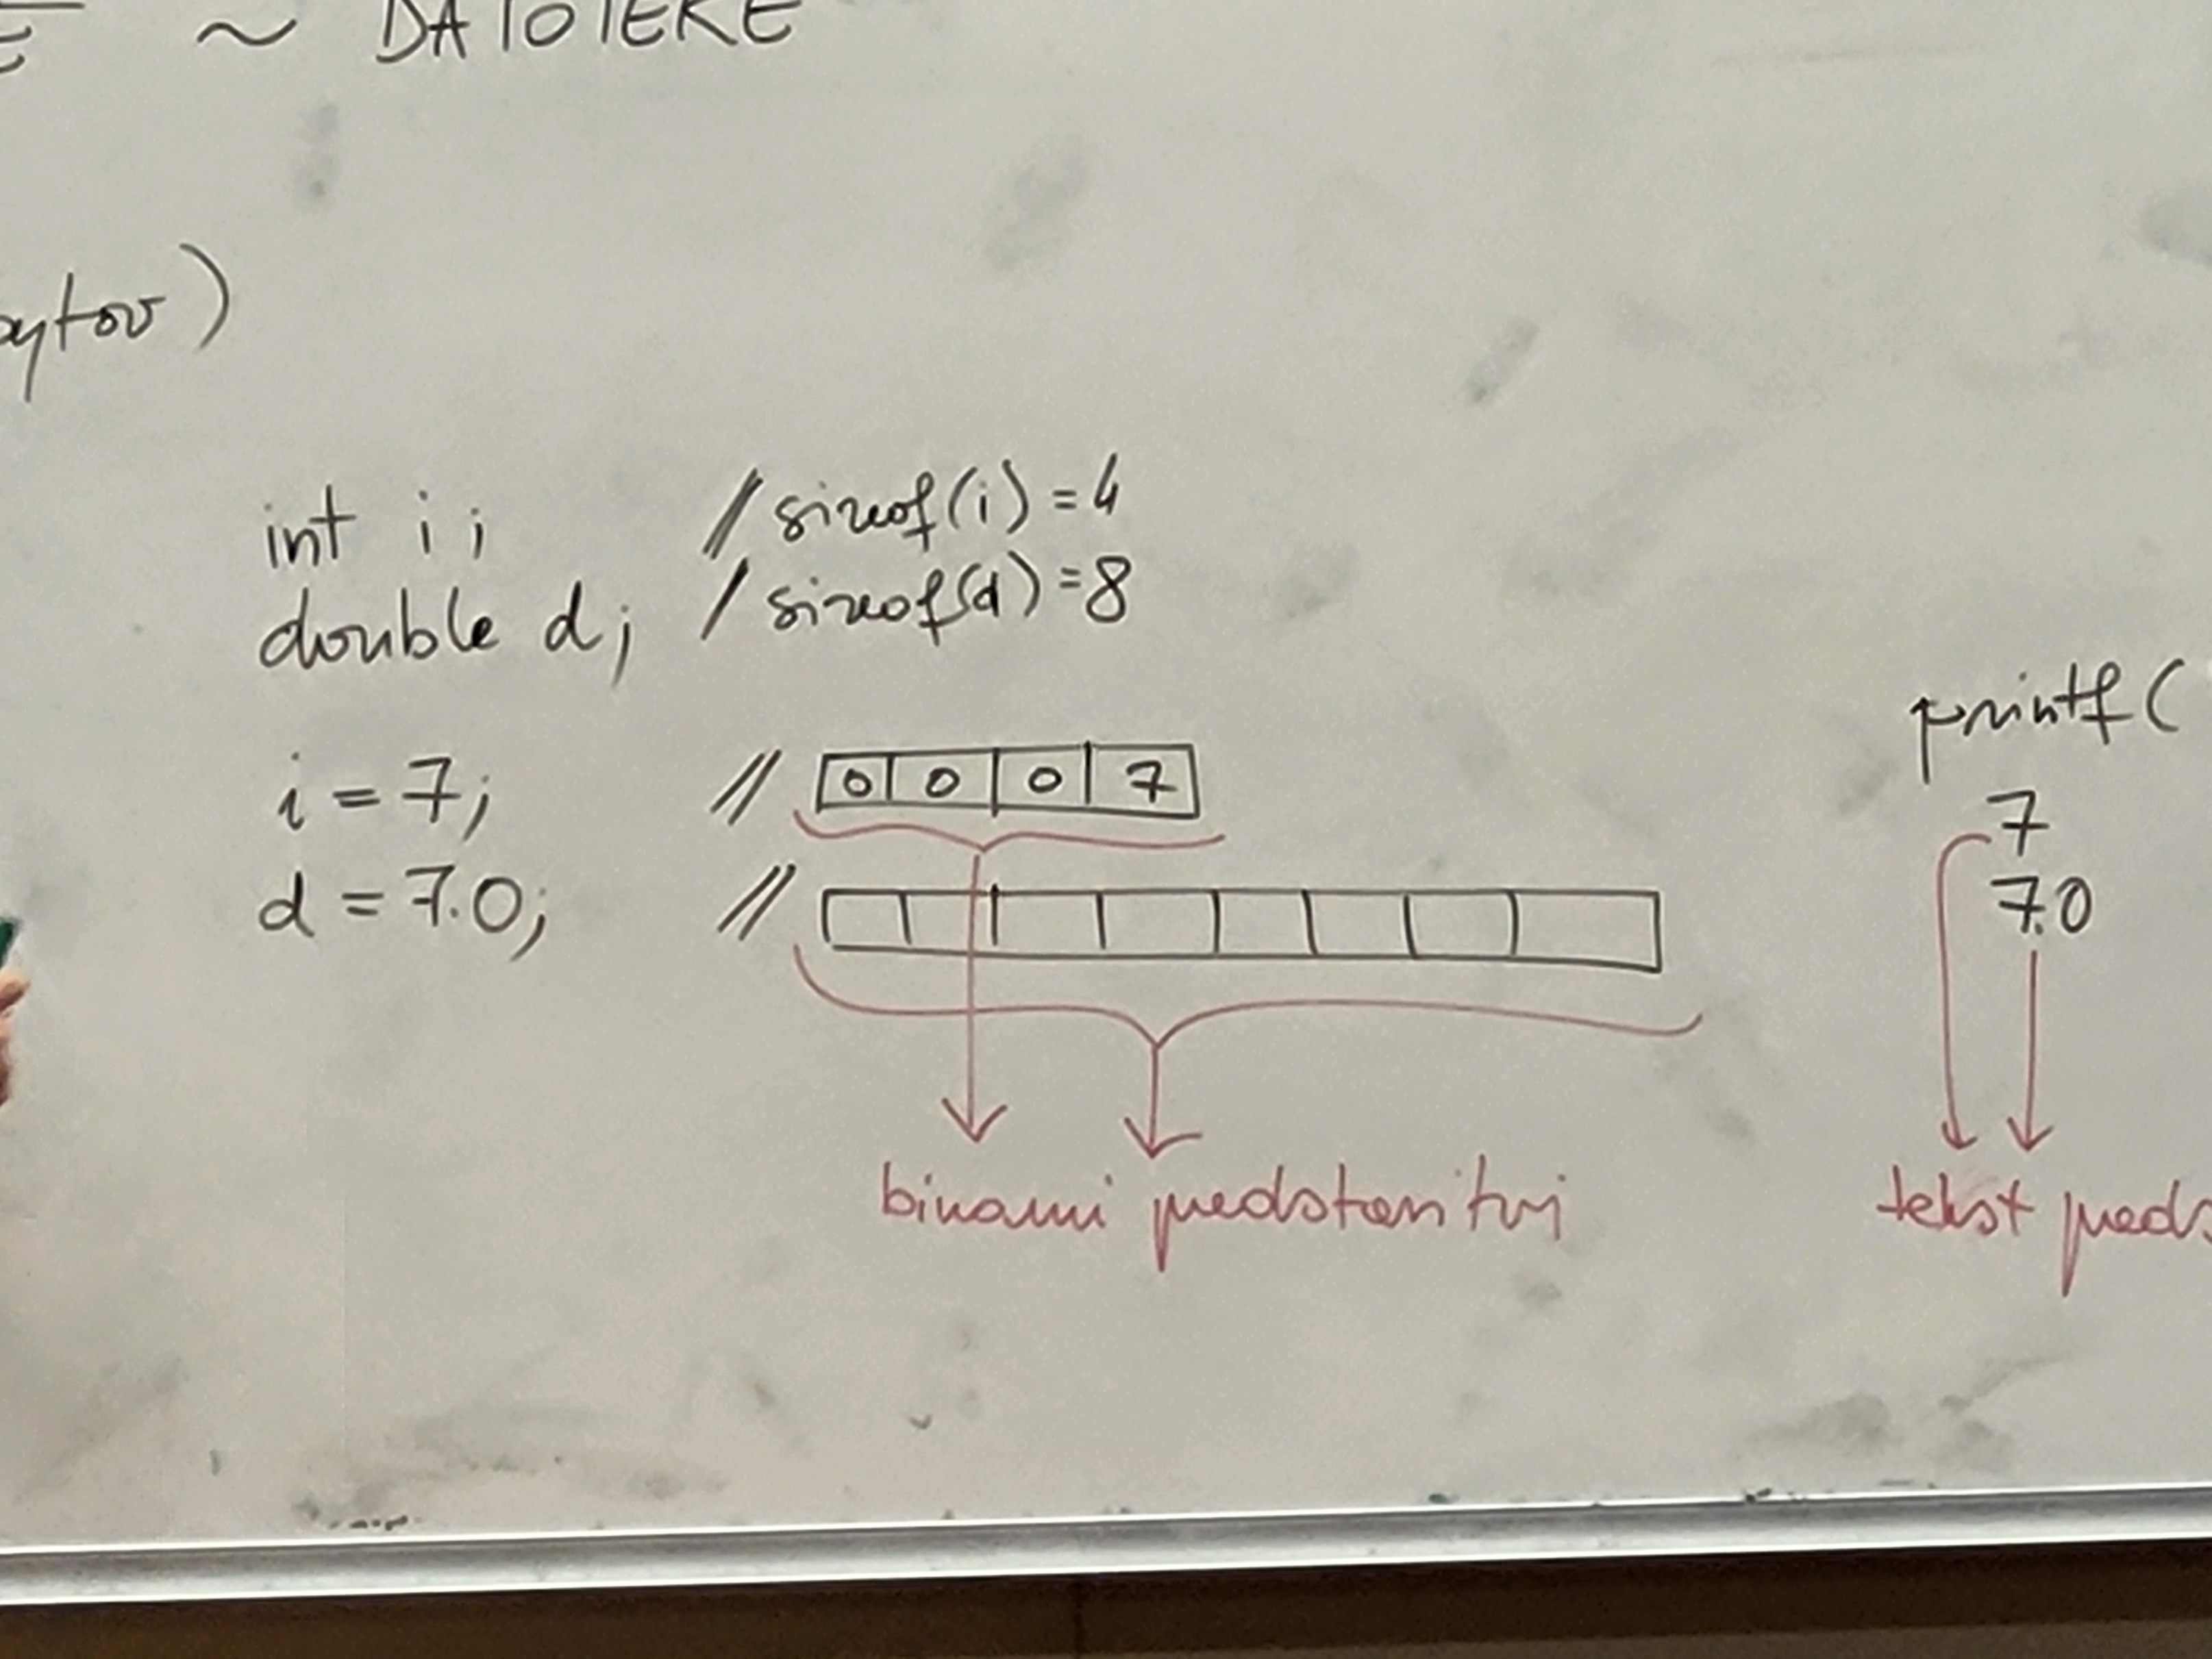 ~ DATOTEKE
bytov)
int i; // sizeof(i) = 4
double d; / sizeof(d) = 8
i = 7; // 0 0 0 7
d = 7.0; //
binarni predstavitvi
printf(
7
7.0
tekst preds